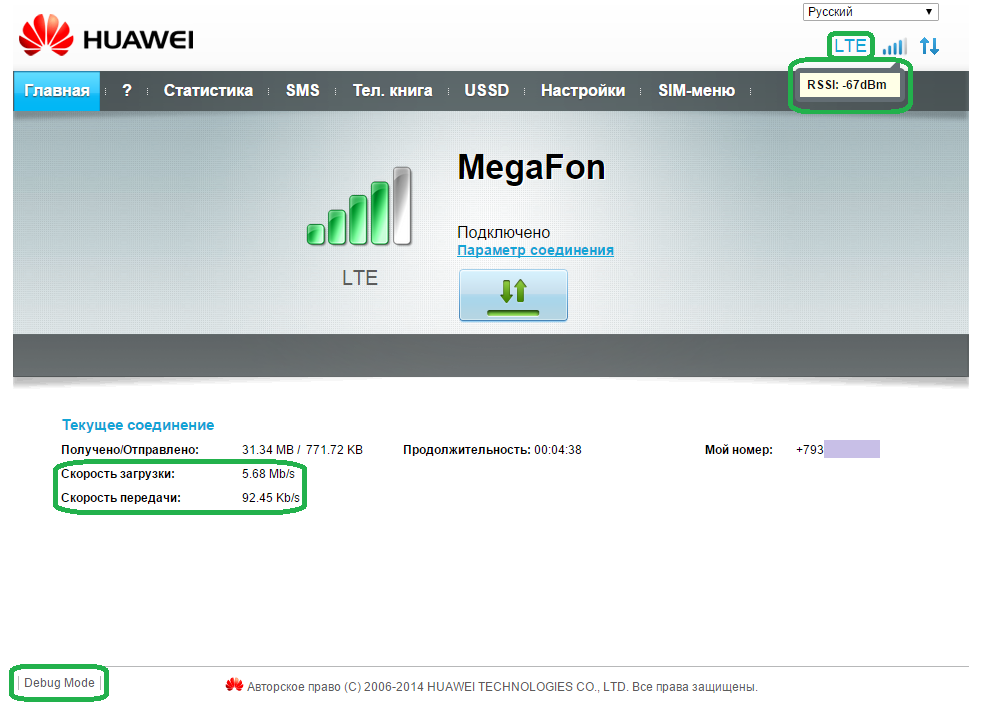 Русский
HUAWEI
LTE
Главная ? Статистика SMS Тел. книга USSD Настройки SIM-меню
RSSI: -67dBm
MegaFon
Подключено
Параметр соединения
LTE
Текущее соединение
Получено/Отправлено: 31.34 MB / 771.72 KB Продолжительность: 00:04:38 Мой номер: +793
Скорость загрузки: 5.68 Mb/s
Скорость передачи: 92.45 Kb/s
Debug Mode
Авторское право (C) 2006-2014 HUAWEI TECHNOLOGIES CO., LTD. Все права защищены.